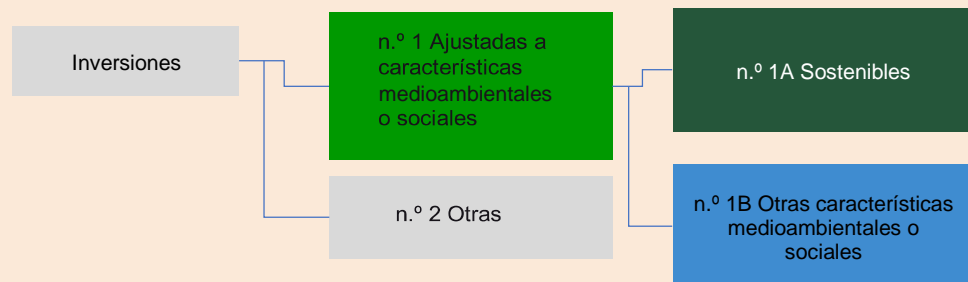 Inversiones
n.º 1 Ajustadas a
características
medioambientales
o sociales
n.º 2 Otras
n.º 1A Sostenibles
n.º 1B Otras características
medioambientales o
sociales